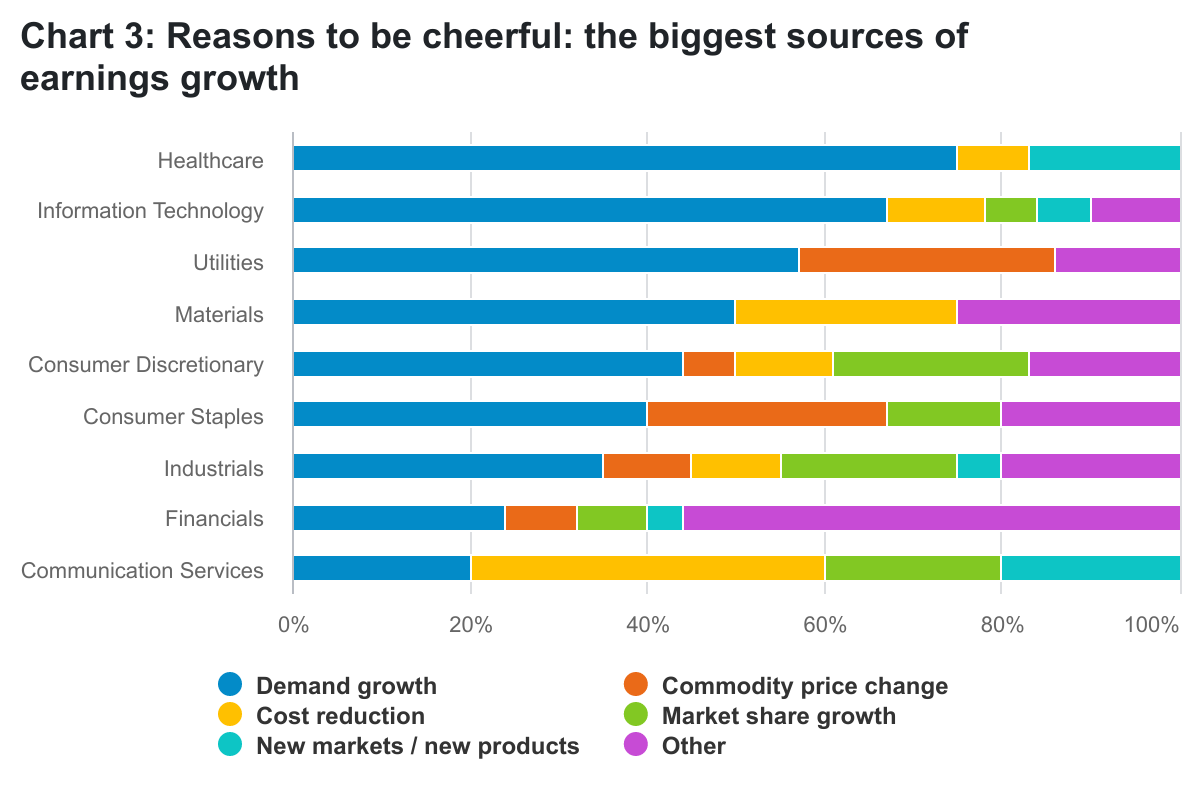 Chart 3: Reasons to be cheerful: the biggest sources of
earnings growth
Healthcare
Information Technology
Utilities
Materials
Consumer Discretionary
Consumer Staples
Industrials
Financials
Communication Services
0% 20% 40% 60% 80% 100%
Demand growth Commodity price change
Cost reduction Market share growth
New markets / new products Other